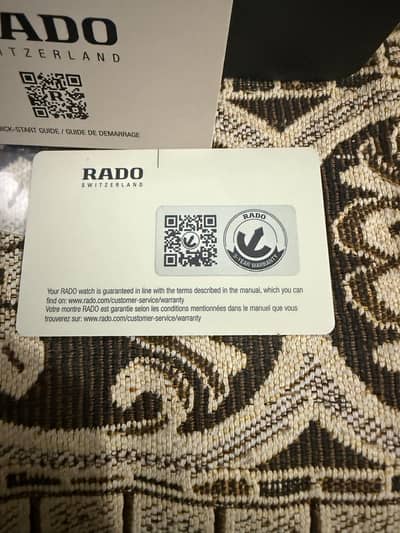 RADO
SWITZERLAND
QUICK-START GUIDE / GUIDE DE DEMARRAGE
RADO
SWITZERLAND
RADO
5-YEAR WARRANTY
Your RADO watch is guaranteed in line with the terms described in the manual, which you can
find on: www.rado.com/customer-service/warranty
Votre montre RADO est garantie selon les conditions mentionnées dans le manuel que vous
trouverez sur: www.rado.com/customer-service/warranty